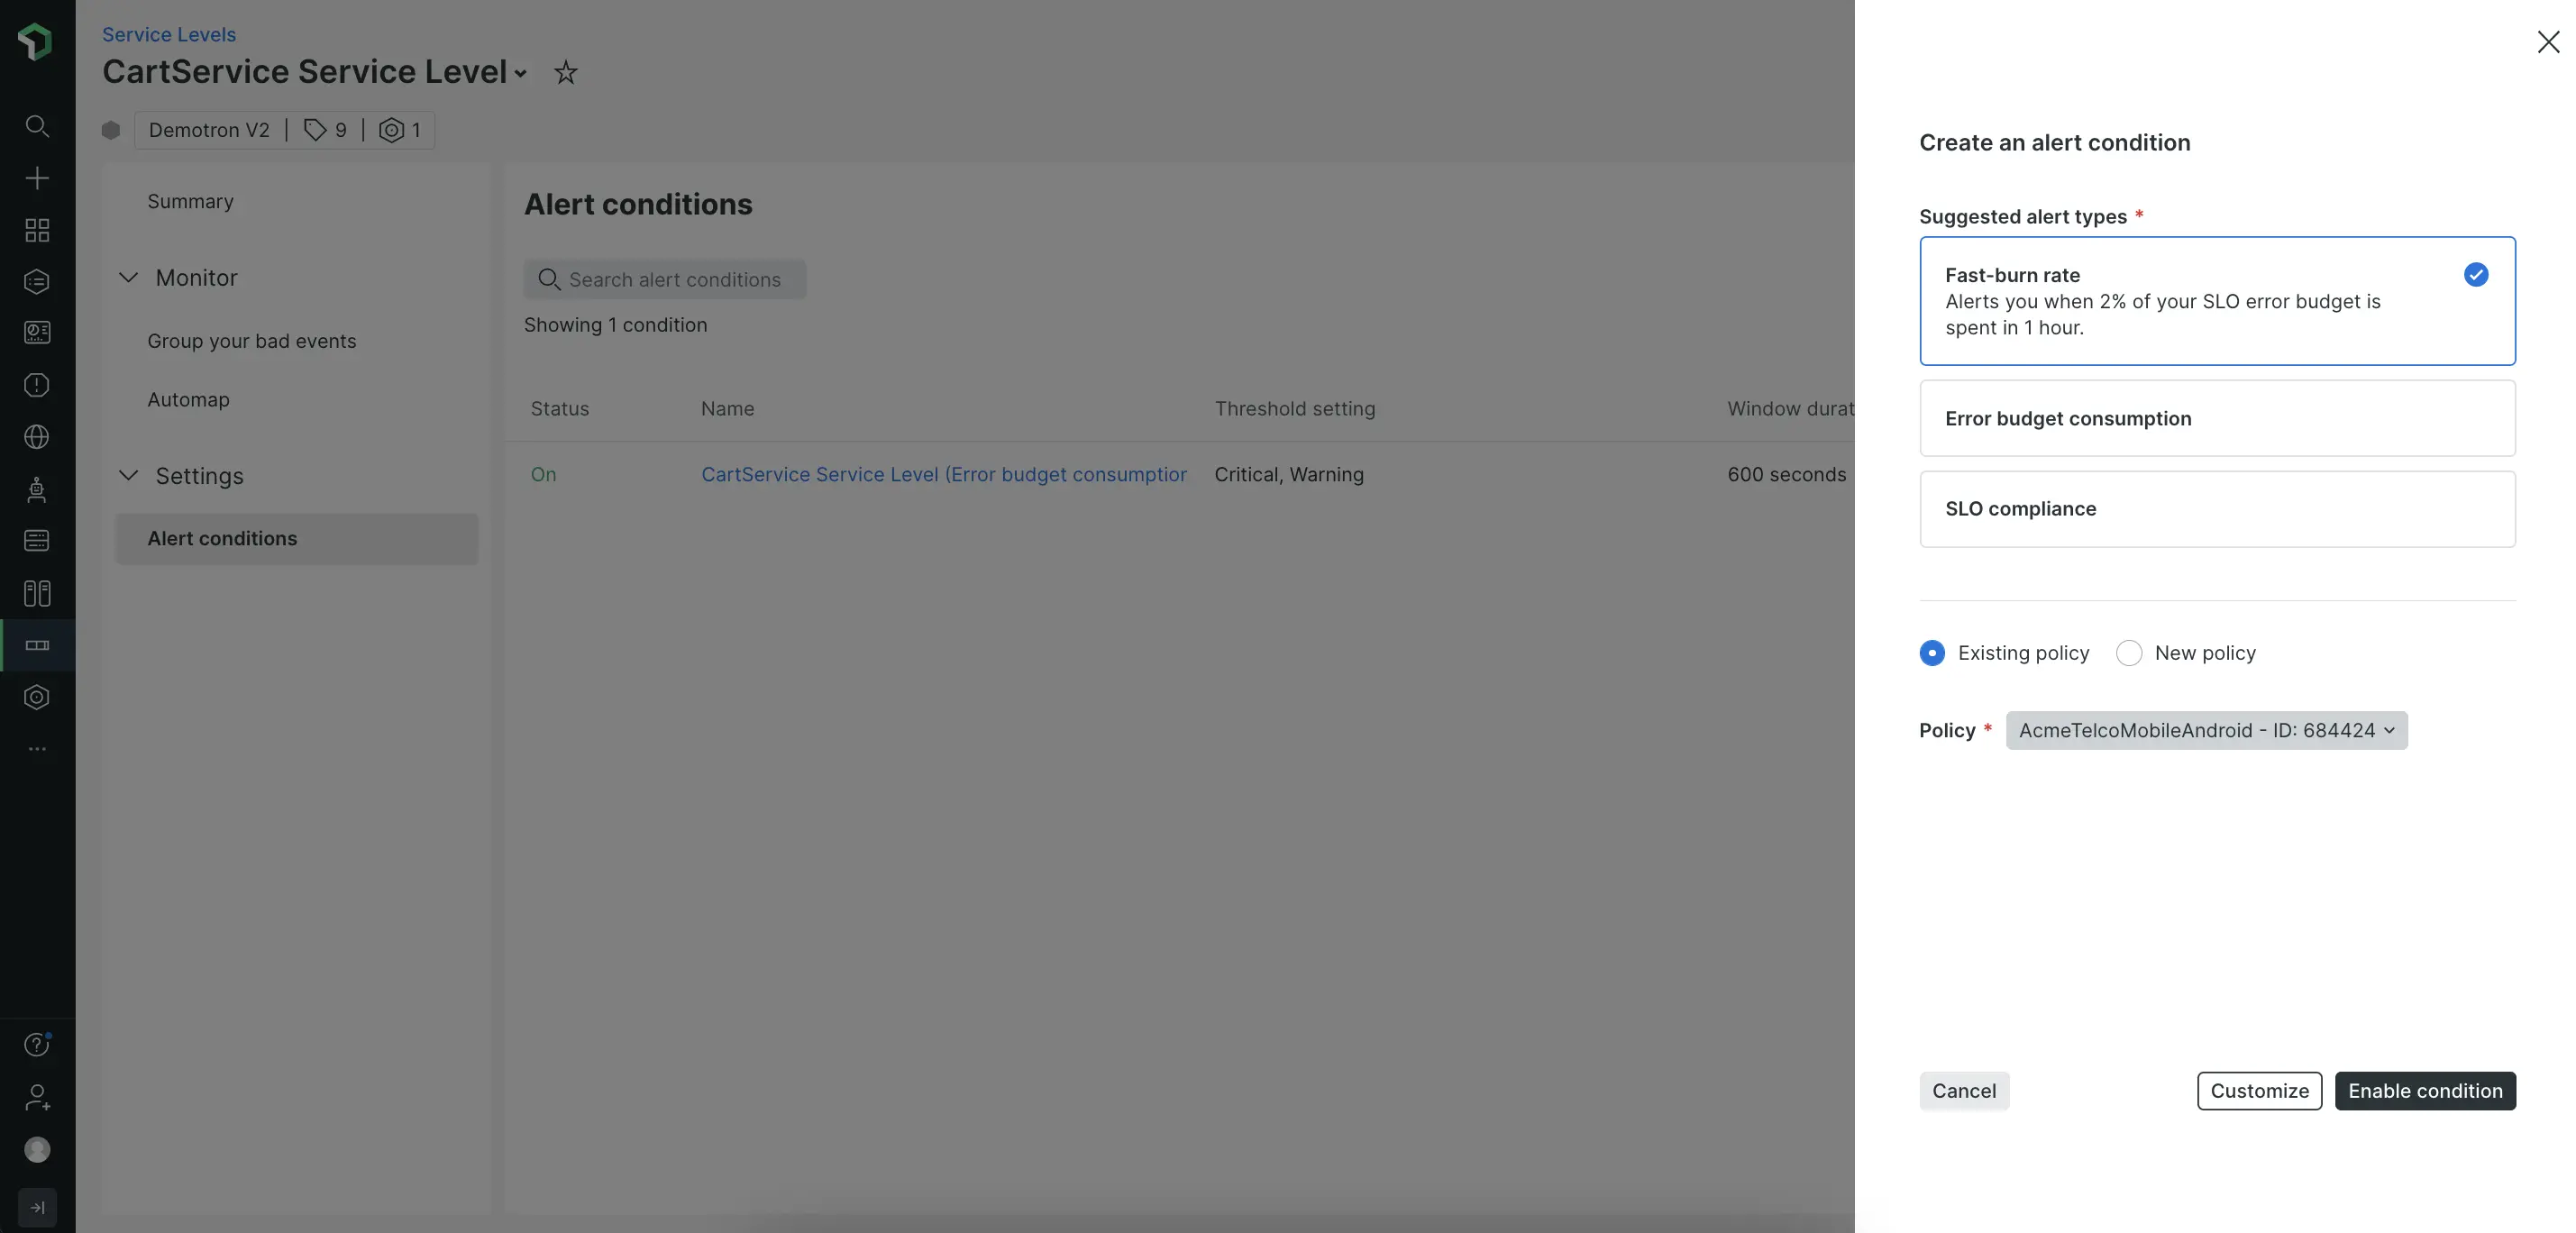 Service Levels
CartService Service Level
Demotron V2 | 9 | 1
Summary
Monitor
Group your bad events
Automap
Settings
Alert conditions
Alert conditions
Search alert conditions
Showing 1 condition
Status Name Threshold setting Window durat
On CartService Service Level (Error budget consumption Critical, Warning 600 seconds
Create an alert condition
Suggested alert types *
Fast-burn rate
Alerts you when 2% of your SLO error budget is
spent in 1 hour.
Error budget consumption
SLO compliance
Existing policy New policy
Policy * AcmeTelcoMobileAndroid - ID: 684424
Cancel Customize Enable condition